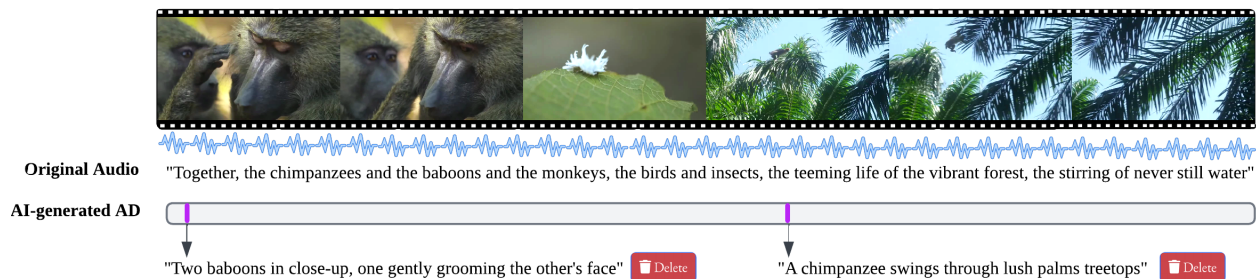 Original Audio
"Together, the chimpanzees and the baboons and the monkeys, the birds and insects, the teeming life of the vibrant forest, the stirring of never still water"
AI-generated AD
"Two baboons in close-up, one gently grooming the other's face" Delete
"A chimpanzee swings through lush palms treetops" Delete